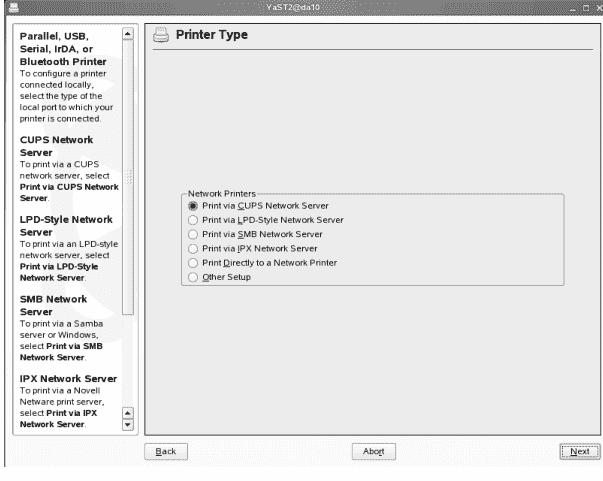 YaST2@da10
Parallel, USB,
Serial, IrDA, or
Bluetooth Printer
To configure a printer
connected locally,
select the type of the
local port to which your
printer is connected.
CUPS Network
Server
To print via a CUPS
network server, select
Print via CUPS Network
Server.
LPD-Style Network
Server
To print via an LPD-style
network server, select
Print via LPD-Style
Network Server.
SMB Network
Server
To print via a Samba
server or Windows,
select Print via SMB
Network Server.
IPX Network Server
To print via a Novell
Netware print server,
select Print via IPX
Network Server.
Printer Type
Network Printers
Print via CUPS Network Server
Print via LPD-Style Network Server
Print via SMB Network Server
Print via IPX Network Server
Print Directly to a Network Printer
Other Setup
Back
Abort
Next